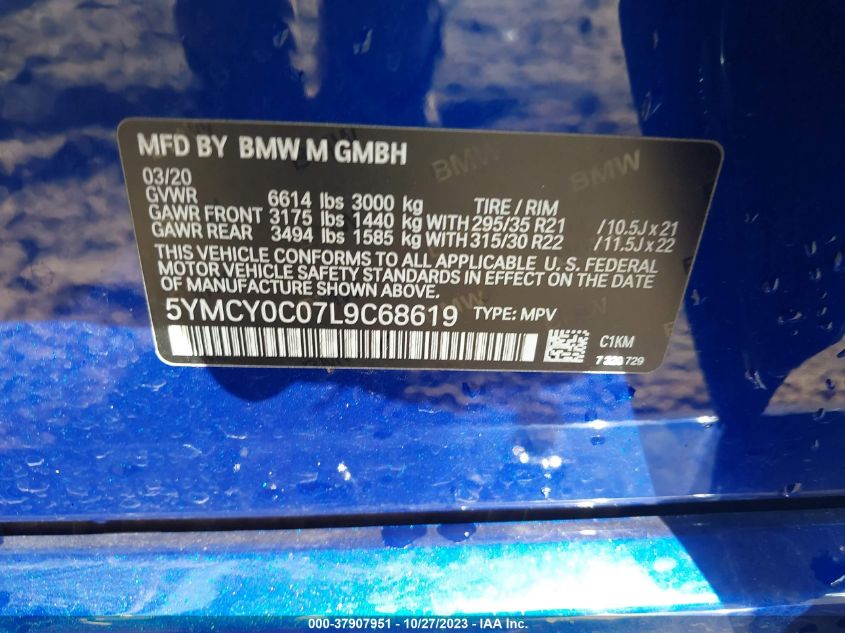 MFD BY BMW M GMBH
03/20
GVWR 6614 lbs 3000 kg TIRE / RIM
GAWR FRONT 3175 lbs 1440 kg WITH 295/35 R21 /10.5J x 21
GAWR REAR 3494 lbs 1585 kg WITH 315/30 R22 /11.5J x 22
THIS VEHICLE CONFORMS TO ALL APPLICABLE U. S. FEDERAL
MOTOR VEHICLE SAFETY STANDARDS IN EFFECT ON THE DATE
OF MANUFACTURE SHOWN ABOVE.
5YMCY0C07L9C68619 TYPE: MPV
C1KM
BMW
BMW
000-37907951 - 10/27/2023 - IAA Inc.